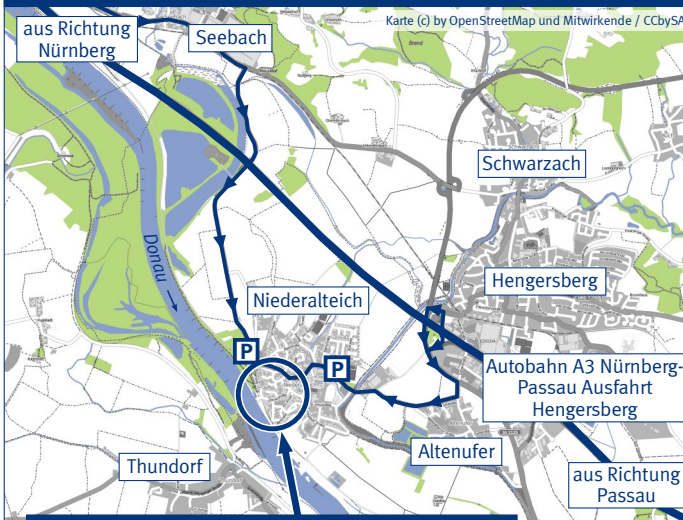 Karte (c) by OpenStreetMap und Mitwirkende / CCbySA
aus Richtung
Nürnberg
Seebach
Schwarzach
Donau
Hengersberg
Niederalteich
P
P
Autobahn A3 Nürnberg-
Passau Ausfahrt
Hengersberg
Altenufer
Thundorf
aus Richtung
Passau